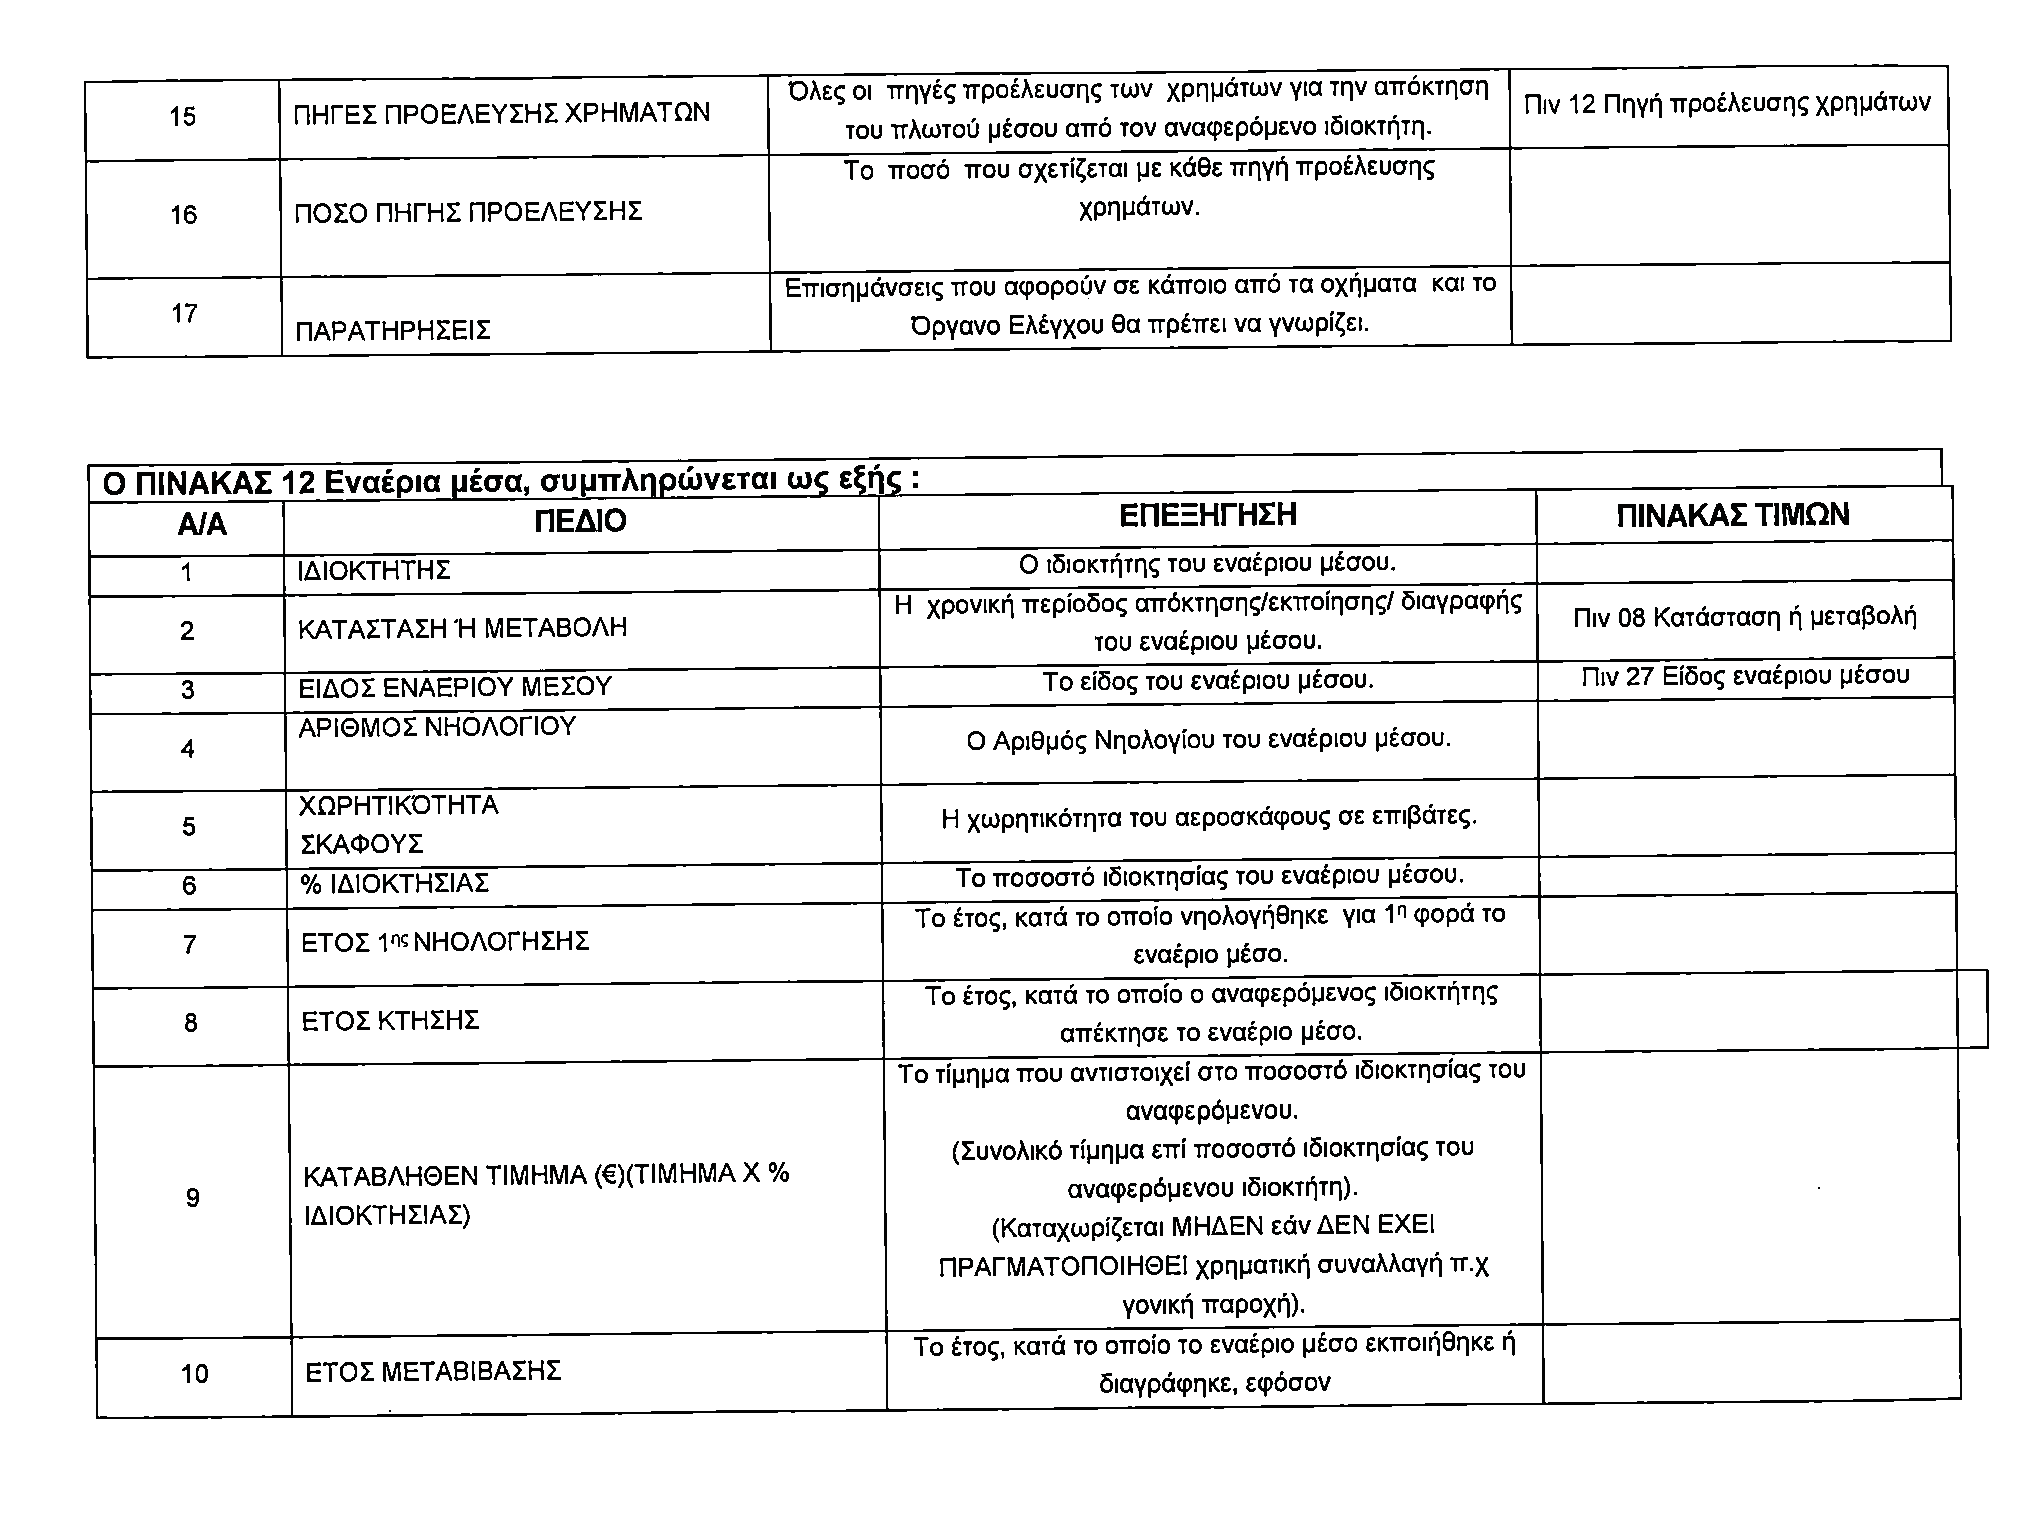 15 ΠΗΓΕΣ ΠΡΟΕΛΕΥΣΗΣ ΧΡΗΜΑΤΩΝ Όλες οι πηγές προέλευσης των χρημάτων για την απόκτηση
του πλωτού μέσου από τον αναφερόμενο ιδιοκτήτη. Πιν 12 Πηγή προέλευσης χρημάτων
16 ΠΟΣΟ ΠΗΓΗΣ ΠΡΟΕΛΕΥΣΗΣ Το ποσό που σχετίζεται με κάθε πηγή προέλευσης
χρημάτων.
17 ΠΑΡΑΤΗΡΗΣΕΙΣ Επισημάνσεις που αφορούν σε κάποιο από τα οχήματα και το
Όργανο Ελέγχου θα πρέπει να γνωρίζει.
Ο ΠΙΝΑΚΑΣ 12 Εναέρια μέσα, συμπληρώνεται ως εξής :
Α/Α ΠΕΔΙΟ ΕΠΕΞΗΓΗΣΗ ΠΙΝΑΚΑΣ ΤΙΜΩΝ
1 ΙΔΙΟΚΤΗΤΗΣ Ο ιδιοκτήτης του εναέριου μέσου.
2 ΚΑΤΑΣΤΑΣΗ Ή ΜΕΤΑΒΟΛΗ Η χρονική περίοδος απόκτησης/εκποίησης/ διαγραφής
του εναέριου μέσου. Πιν 08 Κατάσταση ή μεταβολή
3 ΕΙΔΟΣ ΕΝΑΕΡΙΟΥ ΜΕΣΟΥ Το είδος του εναέριου μέσου. Πιν 27 Είδος εναέριου μέσου
4 ΑΡΙΘΜΟΣ ΝΗΟΛΟΓΙΟΥ Ο Αριθμός Νηολογίου του εναέριου μέσου.
5 ΧΩΡΗΤΙΚΌΤΗΤΑ
ΣΚΑΦΟΥΣ Η χωρητικότητα του αεροσκάφους σε επιβάτες.
6 % ΙΔΙΟΚΤΗΣΙΑΣ Το ποσοστό ιδιοκτησίας του εναέριου μέσου.
7 ΕΤΟΣ 1ης ΝΗΟΛΟΓΗΣΗΣ Το έτος, κατά το οποίο νηολογήθηκε για 1η φορά το
εναέριο μέσο.
8 ΕΤΟΣ ΚΤΗΣΗΣ Το έτος, κατά το οποίο ο αναφερόμενος ιδιοκτήτης
απέκτησε το εναέριο μέσο.
9 ΚΑΤΑΒΛΗΘΕΝ ΤΙΜΗΜΑ (€)(ΤΙΜΗΜΑ Χ %
ΙΔΙΟΚΤΗΣΙΑΣ) Το τίμημα που αντιστοιχεί στο ποσοστό ιδιοκτησίας του
αναφερόμενου.
(Συνολικό τίμημα επί ποσοστό ιδιοκτησίας του
αναφερόμενου ιδιοκτήτη).
(Καταχωρίζεται ΜΗΔΕΝ εάν ΔΕΝ ΕΧΕΙ
ΠΡΑΓΜΑΤΟΠΟΙΗΘΕΙ χρηματική συναλλαγή π.χ
γονική παροχή).
10 ΕΤΟΣ ΜΕΤΑΒΙΒΑΣΗΣ Το έτος, κατά το οποίο το εναέριο μέσο εκποιήθηκε ή
διαγράφηκε, εφόσον